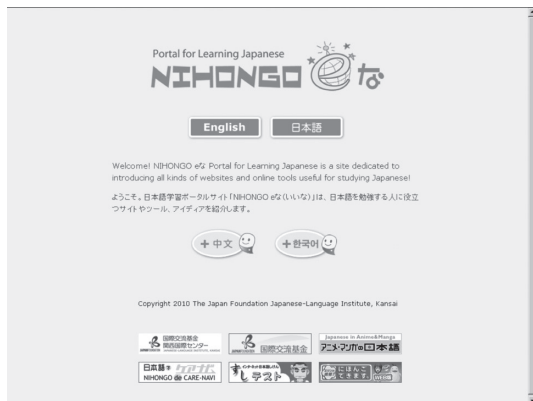 Portal for Learning Japanese
NIHONGO eな
English
日本語
Welcome! NIHONGO eな Portal for Learning Japanese is a site dedicated to
introducing all kinds of websites and online tools useful for studying Japanese!
ようこそ。日本語学習ポータルサイト「NIHONGO eな(いいな)」は、日本語を勉強する人に役立
つサイトやツール、アイディアを紹介します。
+ 中文
+ 한국어
Copyright 2010 The Japan Foundation Japanese-Language Institute, Kansai
国際交流基金
関西国際センター
国際交流基金
Japanese in Anime&Manga
アニメ・マンガの日本語
日本語で ケアナビ
NIHONGO de CARE-NAVI
すしテスト
にほんご
できます